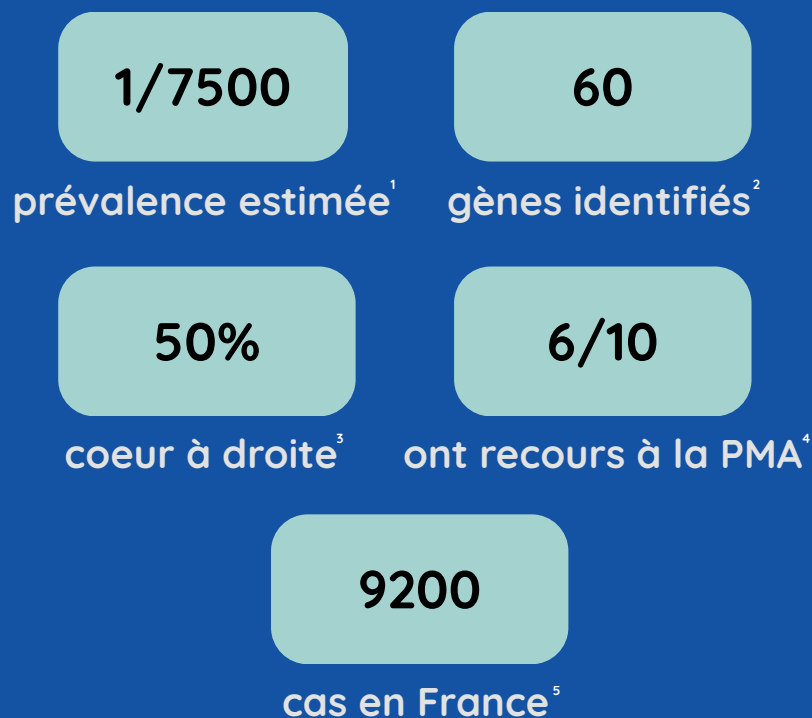 1/7500
60
prévalence estimée¹
gènes identifiés²
50%
6/10
coeur à droite³
ont recours à la PMA⁴
9200
cas en France⁵